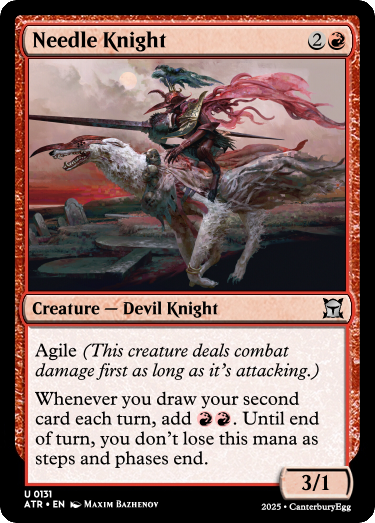 Needle Knight 2
Creature — Devil Knight
Agile (This creature deals combat
damage first as long as it's attacking.)
Whenever you draw your second
card each turn, add . Until end
of turn, you don't lose this mana as
steps and phases end.
3/1
U 0131
ATR • EN Maxim Bazhenov
2025 • CanterburyEgg